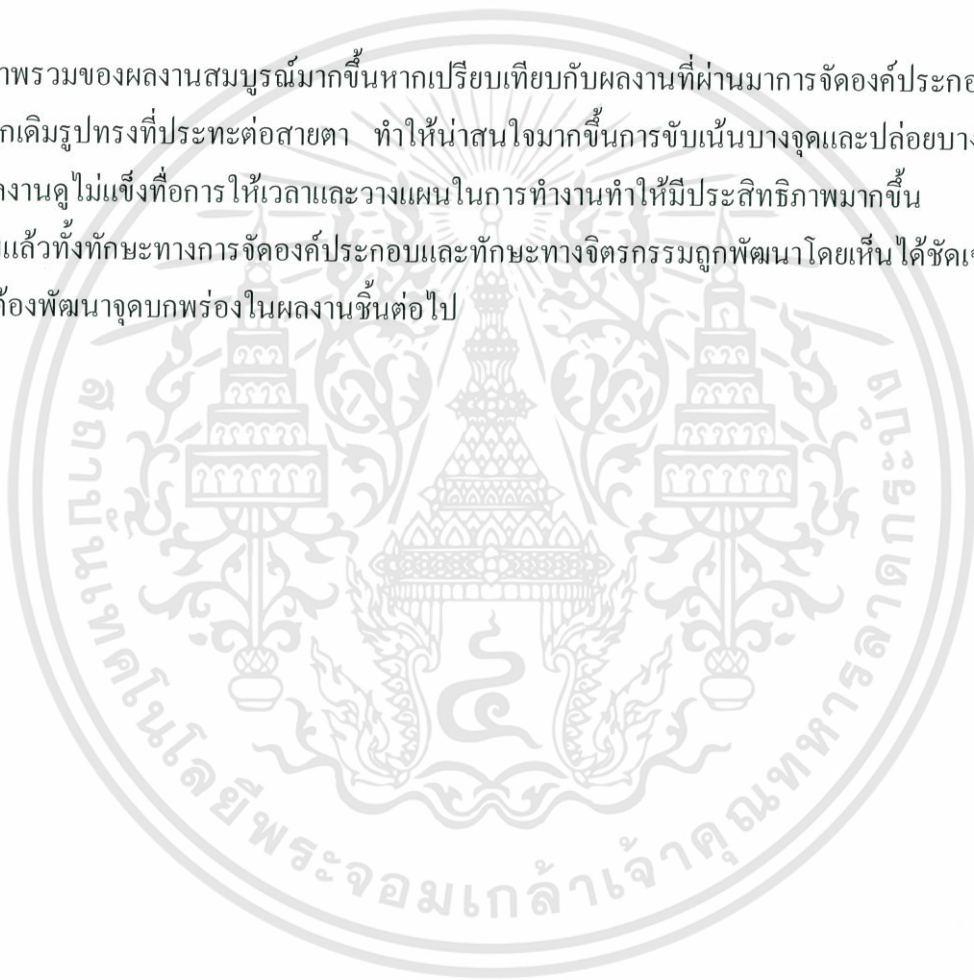 าพรวมของผลงานสมบูรณ์มากขึ้นหากเปรียบเทียบกับผลงานที่ผ่านมาการจัดองค์ประกอ
กเดิมรูปทรงที่ประทะต่อสายตา ทำให้น่าสนใจมากขึ้นการขับเน้นบางจุดและปล่อยบาง
งานดูไม่แข็งทื่อการให้เวลาและวางแผนในการทำงานทำให้มีประสิทธิภาพมากขึ้น
แล้วทั้งทักษะทางการจัดองค์ประกอบและทักษะทางจิตรกรรมถูกพัฒนาโดยเห็นได้ชัดเ
้องพัฒนาจุดบกพร่องในผลงานชิ้นต่อไป
สถาบันเทคโนโลยีพระจอมเกล้าเจ้าคุณทหารลาดกระบัง